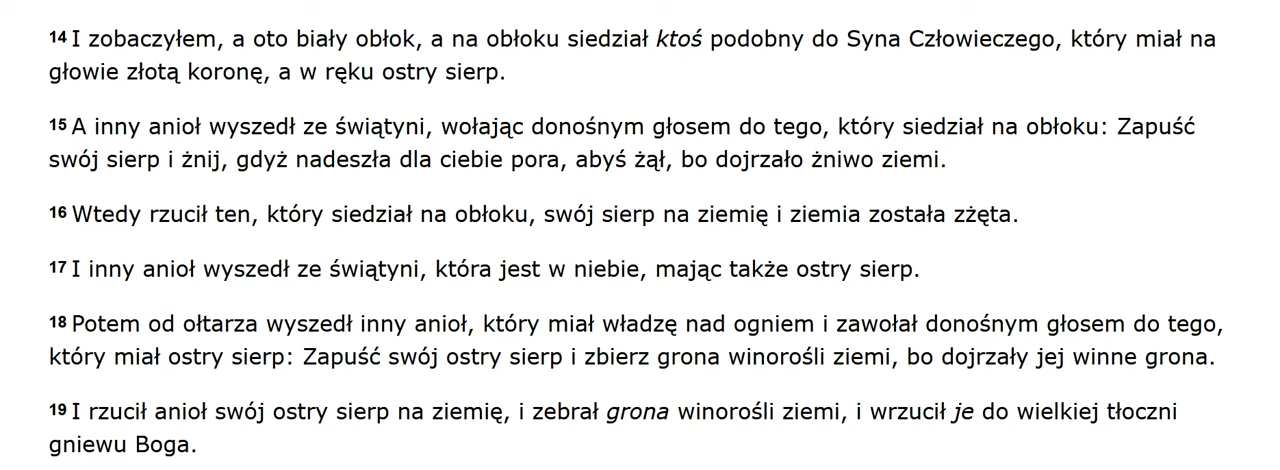 14 I zobaczyłem, a oto biały obłok, a na obłoku siedział ktoś podobny do Syna Człowieczego, który miał na
głowie złotą koronę, a w ręku ostry sierp.
15 A inny anioł wyszedł ze świątyni, wołając donośnym głosem do tego, który siedział na obłoku: Zapuść
swój sierp i żnij, gdyż nadeszła dla ciebie pora, abyś żął, bo dojrzało żniwo ziemi.
16 Wtedy rzucił ten, który siedział na obłoku, swój sierp na ziemię i ziemia została zżęta.
17 I inny anioł wyszedł ze świątyni, która jest w niebie, mając także ostry sierp.
18 Potem od ołtarza wyszedł inny anioł, który miał władzę nad ogniem i zawołał donośnym głosem do tego,
który miał ostry sierp: Zapuść swój ostry sierp i zbierz grona winorośli ziemi, bo dojrzały jej winne grona.
19 I rzucił anioł swój ostry sierp na ziemię, i zebrał grona winorośli ziemi, i wrzucił je do wielkiej tłoczni
gniewu Boga.